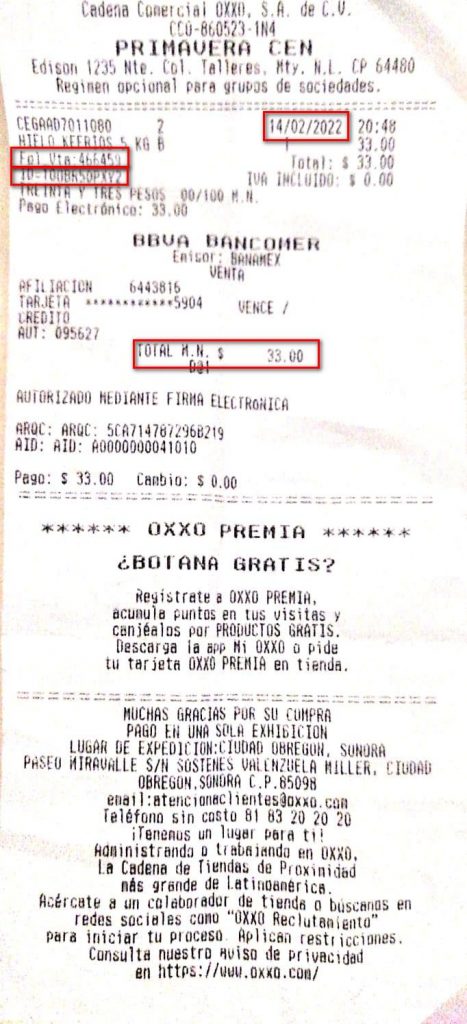 Cadena Comercial OXXO, S.A. de C.V.
CCO-860523-1N4
PRIMAVERA CEN
Edison 1235 Nte. Col. Talleres, Mty. N.L. CP 64480
Regimen opcional para grupos de sociedades.
CEGAAD7011080 2 14/02/2022 20:48
HIELO KEFRIOS 5 KG B 1 33.00
Fol.Vta:466459 Total: $ 33.00
IVA INCLUIDO: $ 0.00
TREINTA Y TRES PESOS 00/100 M.N.
Pago Electrónico: 33.00
BBVA BANCOMER
Emisor: BANAMEX
VENTA
AFILIACION 6443816
TARJETA ************5904 VENCE /
CREDITO
AUT: 095627
TOTAL M.N. $ 33.00
D@1
AUTORIZADO MEDIANTE FIRMA ELECTRONICA
ARQC: ARQC: 5CA714787296B219
AID: AID: A0000000041010
Pago: $ 33.00 Cambio: $ 0.00
****** OXXO PREMIA ******
¿BOTANA GRATIS?
Regístrate a OXXO PREMIA,
acumula puntos en tus visitas y
canjéalos por PRODUCTOS GRATIS.
Descarga la app Mi OXXO o pide
tu tarjeta OXXO PREMIA en tienda.
MUCHAS GRACIAS POR SU COMPRA
PAGO EN UNA SOLA EXHIBICION
LUGAR DE EXPEDICION:CIUDAD OBREGON, SONORA
PASEO MIRAVALLE S/N SOSTENES VALENZUELA MILLER, CIUDAD
OBREGON,SONORA C.P.85098
email:atencionaclientes@oxxo.com
Teléfono sin costo 81 83 20 20 20
¡Tenemos un lugar para ti!
Administrando o trabajando en OXXO,
La Cadena de Tiendas de Proximidad
más grande de Latinoamérica.
Acércate a un colaborador de tienda o búscanos en
redes sociales como "OXXO Reclutamiento"
para iniciar tu proceso. Aplican restricciones.
Consulta nuestro Aviso de privacidad
en https://www.oxxo.com/